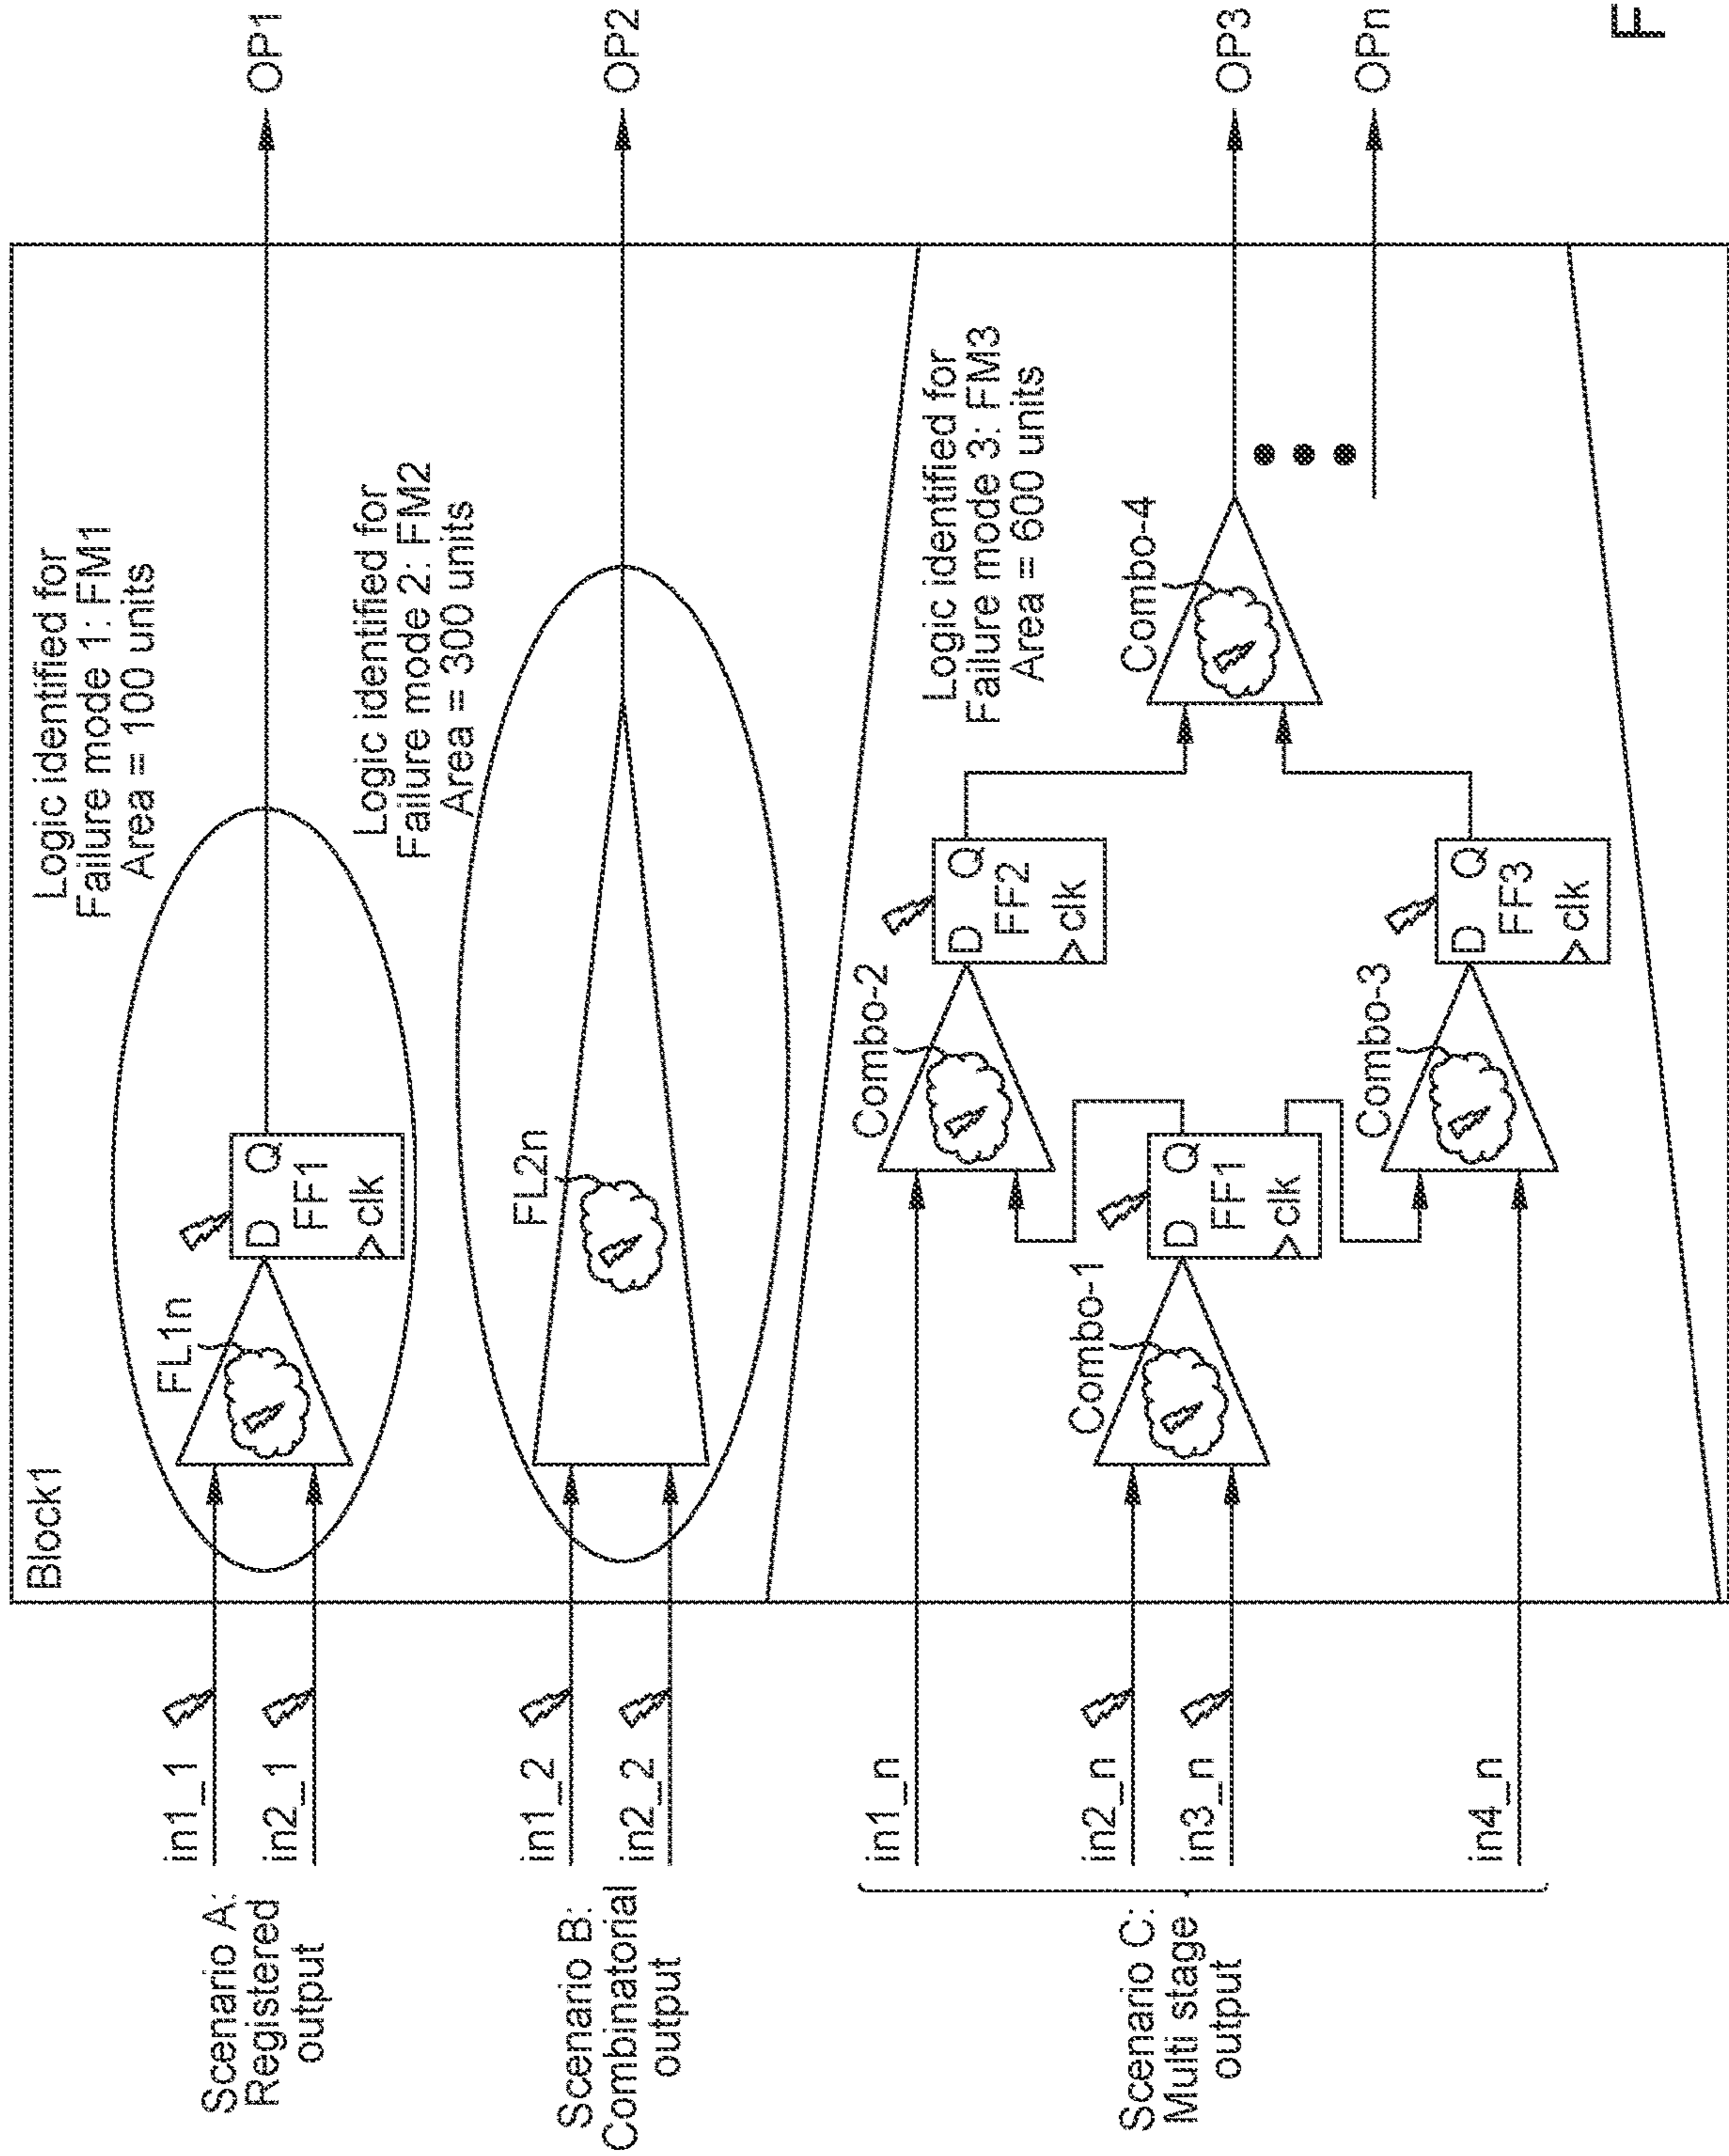 Block1
Scenario A:
Registered
output
in1_1
in2_1
FL1n
D Q
FF1
clk
Logic identified for
Failure mode 1: FM1
Area = 100 units
OP1
Scenario B:
Combinatorial
output
in1_2
in2_2
FL2n
Logic identified for
Failure mode 2: FM2
Area = 300 units
OP2
Scenario C:
Multi stage
output
in1_n
in2_n
in3_n
in4_n
Combo-1
D Q
FF1
clk
Combo-2
D Q
FF2
clk
Combo-3
D Q
FF3
clk
Combo-4
Logic identified for
Failure mode 3: FM3
Area = 600 units
OP3
OPn